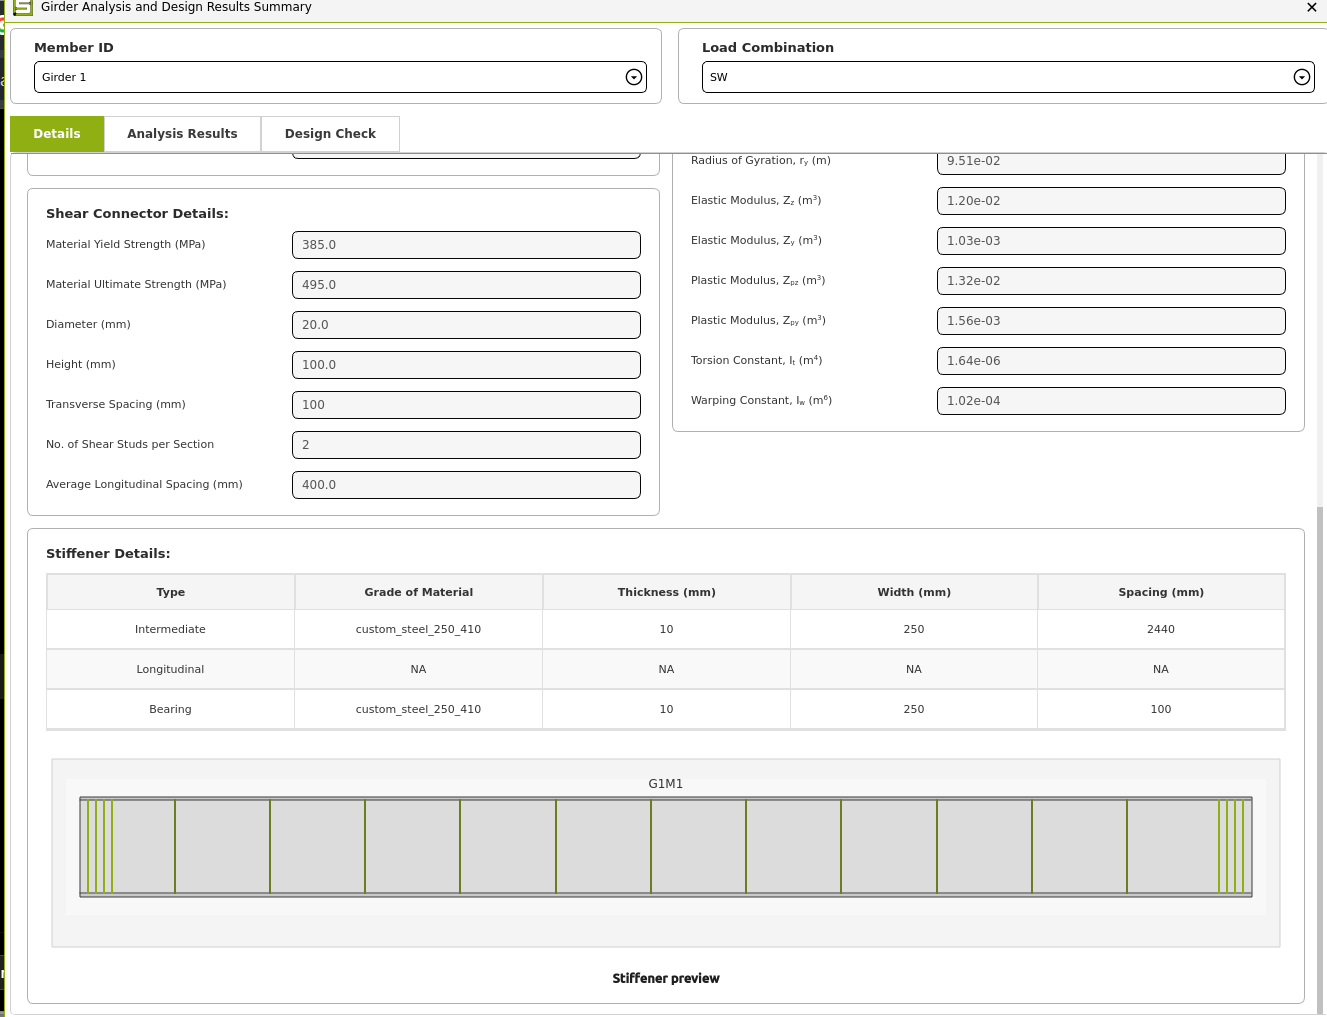 Girder Analysis and Design Results Summary
Member ID
Girder 1
Load Combination
SW
Details
Analysis Results
Design Check
Shear Connector Details:
Material Yield Strength (MPa) 385.0
Material Ultimate Strength (MPa) 495.0
Diameter (mm) 20.0
Height (mm) 100.0
Transverse Spacing (mm) 100
No. of Shear Studs per Section 2
Average Longitudinal Spacing (mm) 400.0
Radius of Gyration, rᵧ (m) 9.51e-02
Elastic Modulus, Z_z (m³) 1.20e-02
Elastic Modulus, Zᵧ (m³) 1.03e-03
Plastic Modulus, Z_pz (m³) 1.32e-02
Plastic Modulus, Z_py (m³) 1.56e-03
Torsion Constant, Iₜ (m⁴) 1.64e-06
Warping Constant, I_w (m⁶) 1.02e-04
Stiffener Details:
Type Grade of Material Thickness (mm) Width (mm) Spacing (mm)
Intermediate custom_steel_250_410 10 250 2440
Longitudinal NA NA NA NA
Bearing custom_steel_250_410 10 250 100
G1M1
Stiffener preview